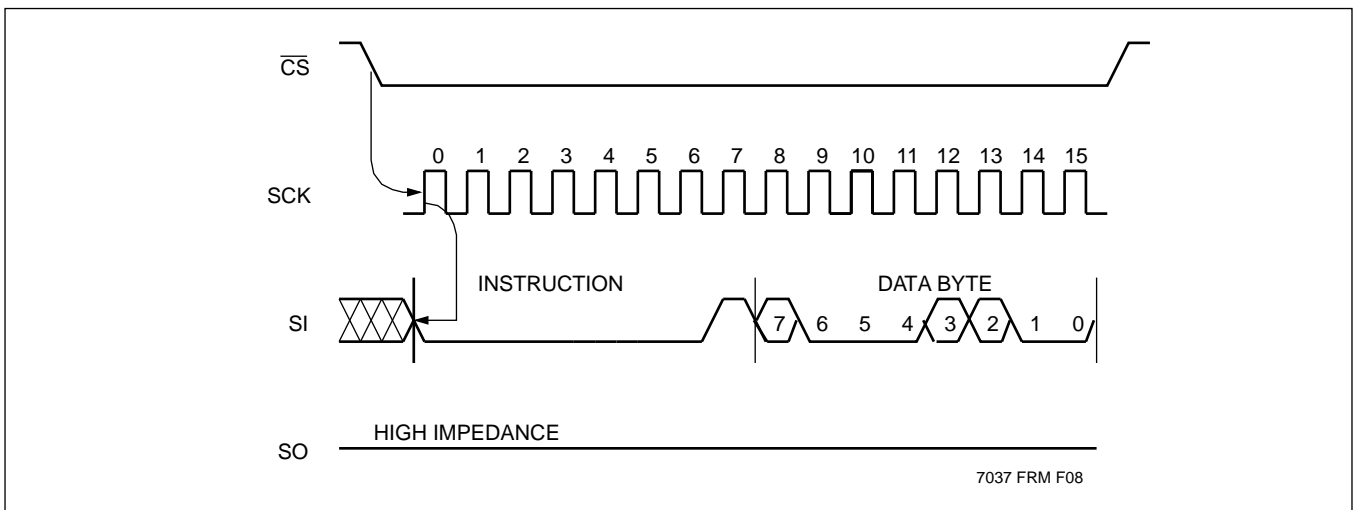 C̅S̅
0 1 2 3 4 5 6 7 8 9 10 11 12 13 14 15
SCK
INSTRUCTION DATA BYTE
SI 7 6 5 4 3 2 1 0
HIGH IMPEDANCE
SO
7037 FRM F08